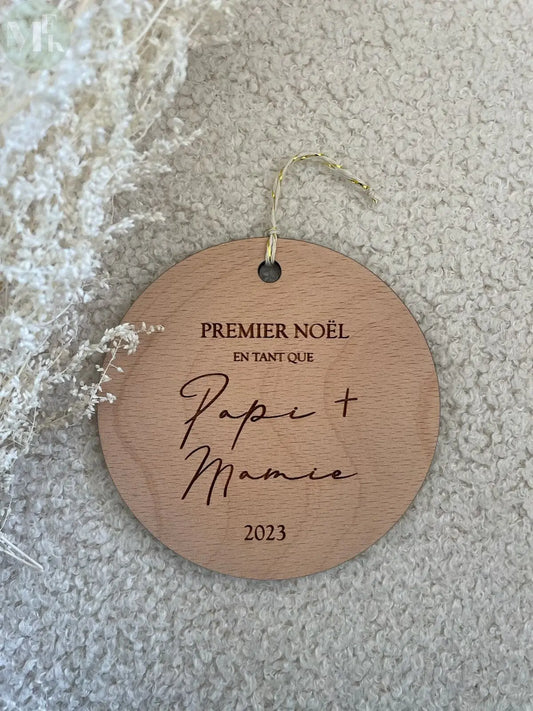 PREMIER NOËL
EN TANT QUE
Papi +
Mamie
2023